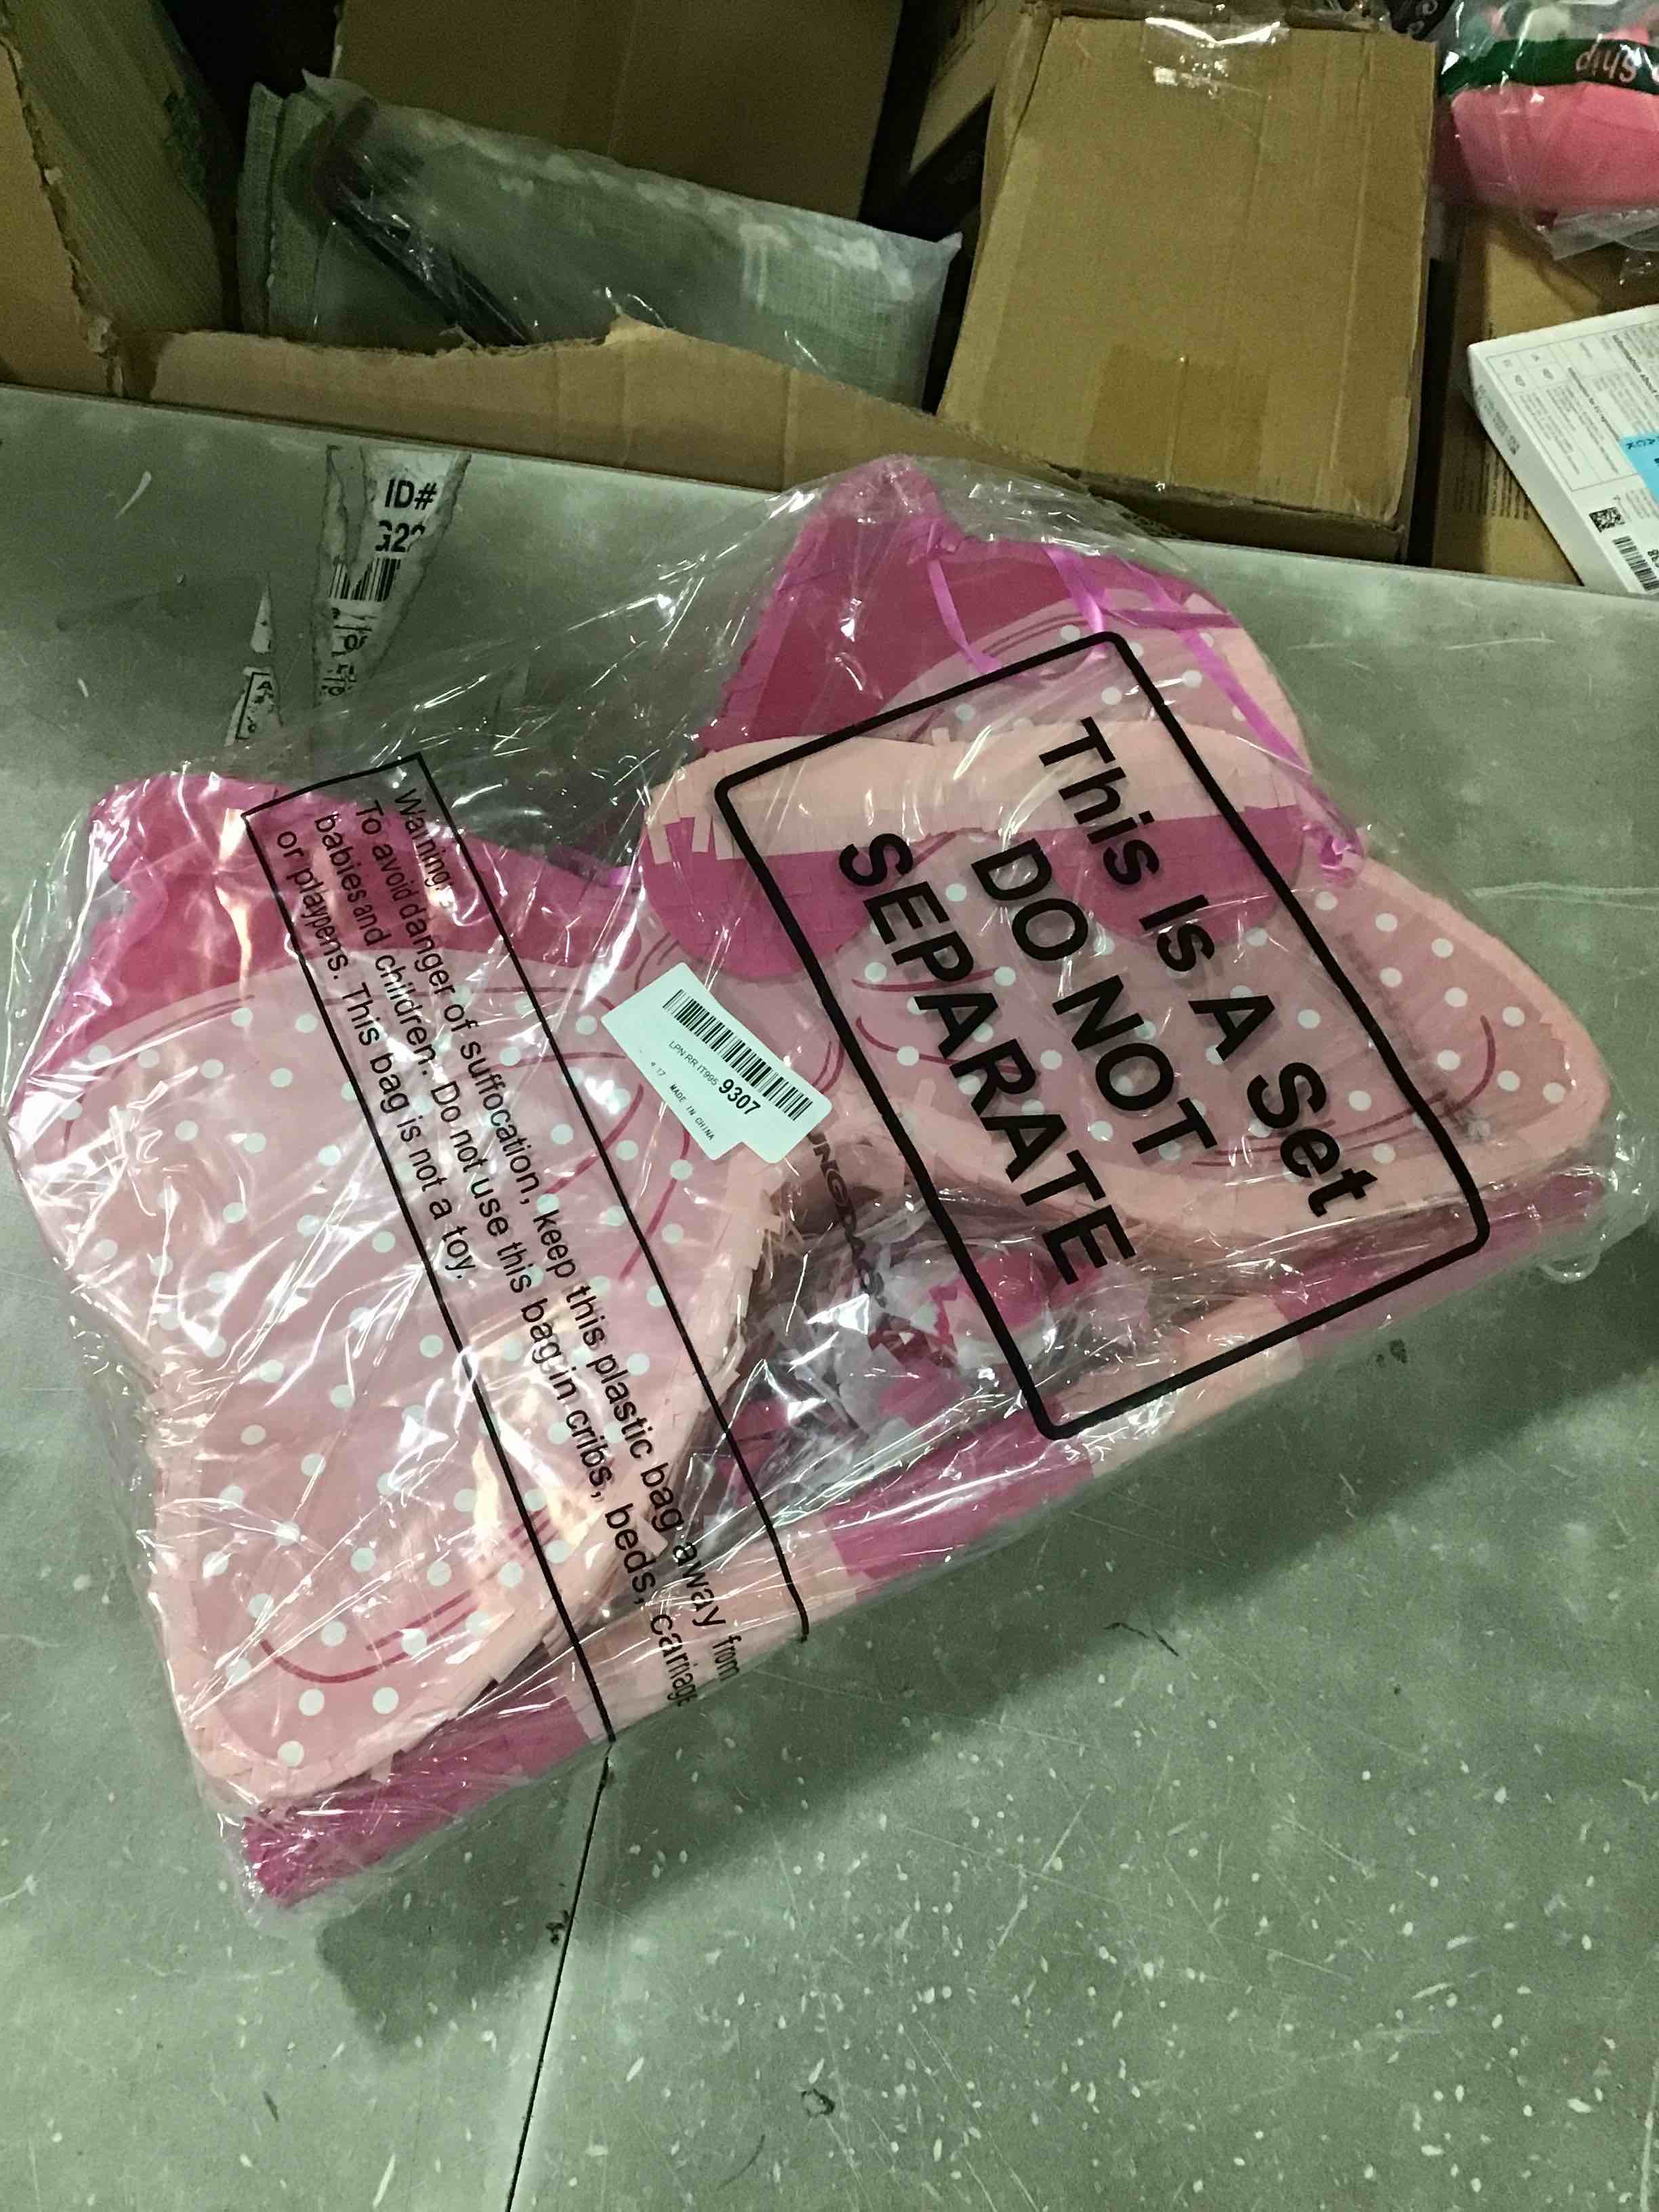 This Is A Set
DO NOT
SEPARATE
Warning:
To avoid danger of suffocation, keep this plastic bag away from
babies and children. Do not use this bag in cribs, beds, carriage
or playpens. This bag is not a toy.
9307
MADE IN CHINA
ID#
Ship